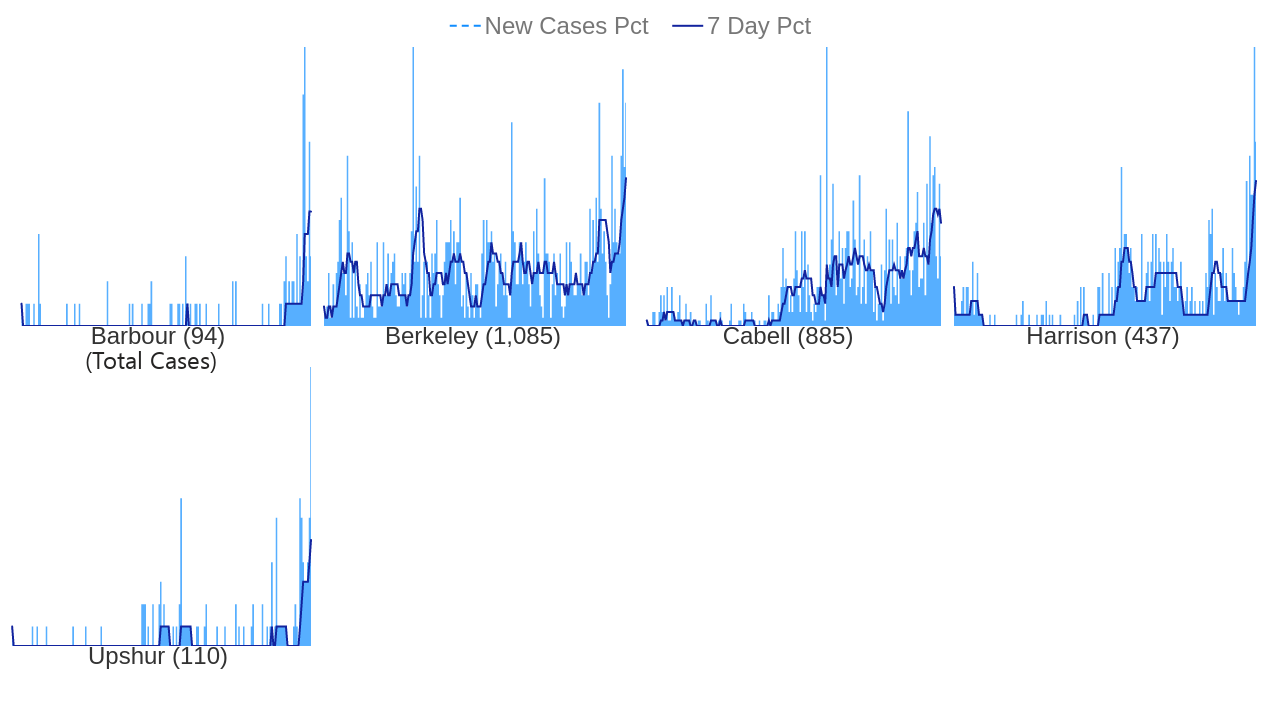 New Cases Pct 7 Day Pct
Barbour (94) Berkeley (1,085) Cabell (885) Harrison (437)
(Total Cases)
Upshur (110)